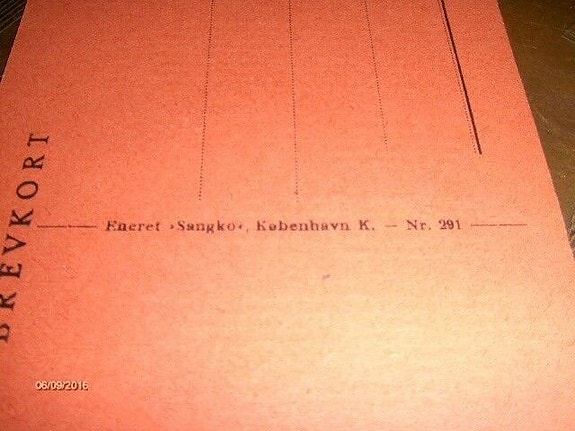 BREVKORT
Eneret »Sangko«, København K. — Nr. 291
06/09/2016